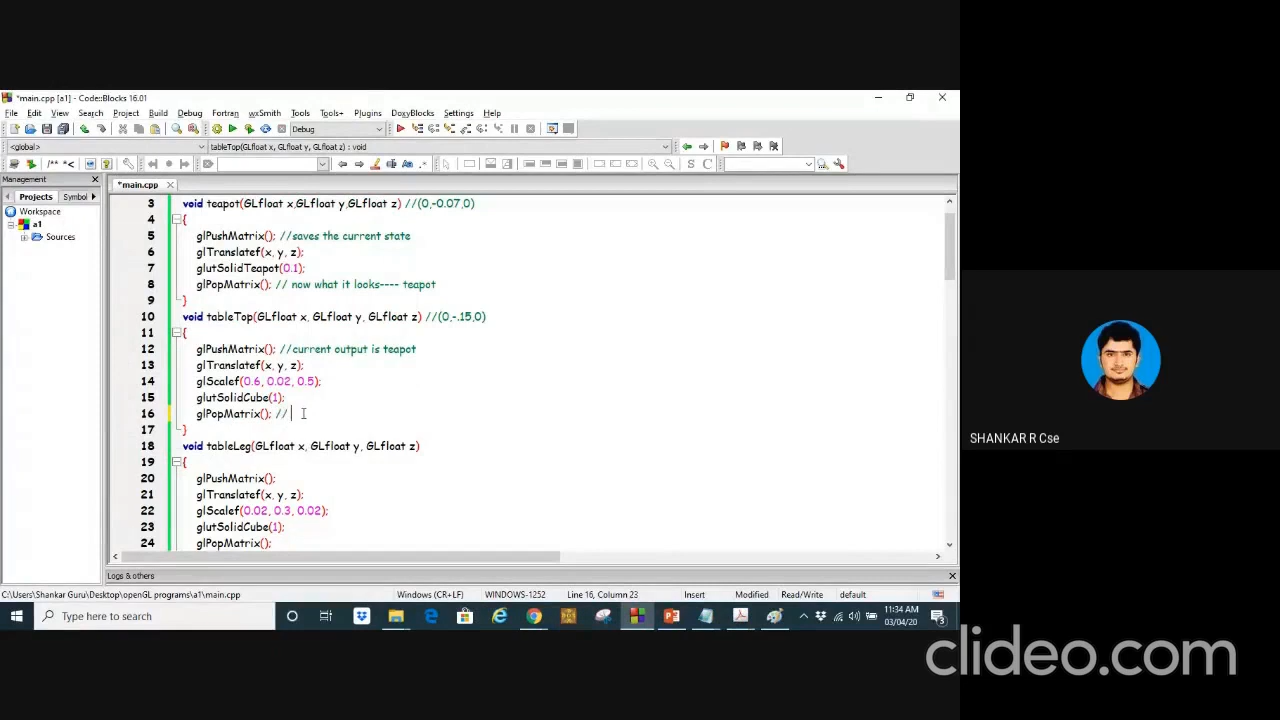 *main.cpp [a1] - Code::Blocks 16.01
File Edit View Search Project Build Debug Fortran wxSmith Tools Tools+ Plugins DoxyBlocks Settings Help
Debug
<global>
tableTop(GLfloat x, GLfloat y, GLfloat z) : void
/** *<
S C
Management
*main.cpp
Projects Symbol
Workspace
a1
Sources
3 void teapot(GLfloat x,GLfloat y,GLfloat z) //(0,-0.07,0)
4 {
5 glPushMatrix(); //saves the current state
6 glTranslatef(x, y, z);
7 glutSolidTeapot(0.1);
8 glPopMatrix(); // now what it looks---- teapot
9 }
10 void tableTop(GLfloat x, GLfloat y, GLfloat z) //(0,-.15,0)
11 {
12 glPushMatrix(); //current output is teapot
13 glTranslatef(x, y, z);
14 glScalef(0.6, 0.02, 0.5);
15 glutSolidCube(1);
16 glPopMatrix(); //
17 }
18 void tableLeg(GLfloat x, GLfloat y, GLfloat z)
19 {
20 glPushMatrix();
21 glTranslatef(x, y, z);
22 glScalef(0.02, 0.3, 0.02);
23 glutSolidCube(1);
24 glPopMatrix();
Logs & others
C:\Users\Shankar Guru\Desktop\openGL programs\a1\main.cpp Windows (CR+LF) WINDOWS-1252 Line 16, Column 23 Insert Modified Read/Write default
Type here to search
11:34 AM
03/04/20
3
SHANKAR R Cse
clideo.com